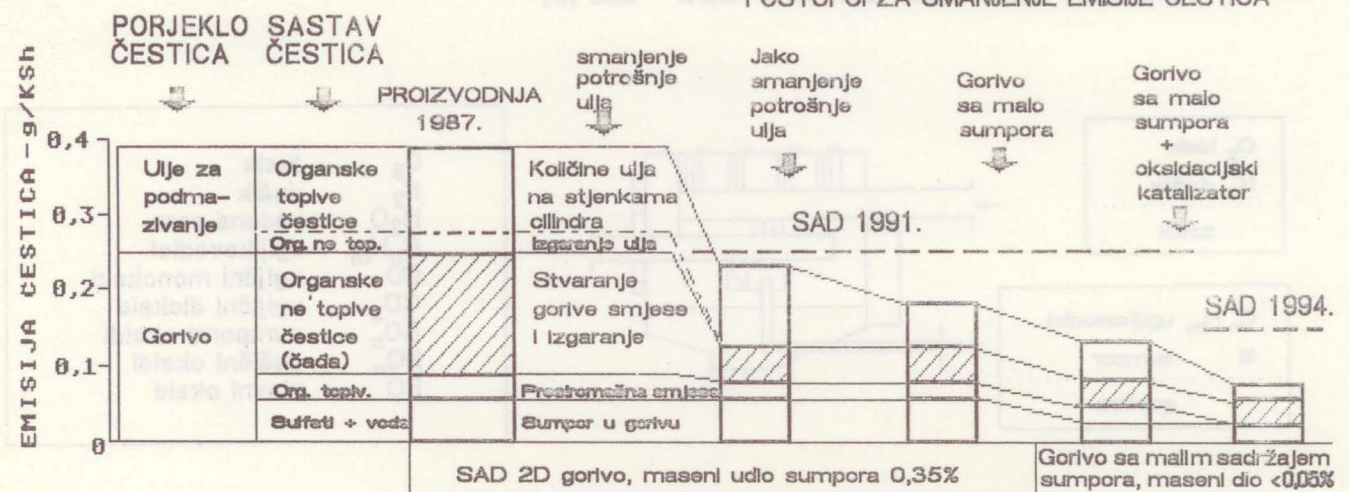 POSTUPCI ZA SMANJENJE EMISIJE ČESTICA
PORJEKLO
ČESTICA
SASTAV
ČESTICA
PROIZVODNJA
1987.
smanjenje
potrošnje
ulja
Jako
smanjenje
potrošnje
ulja
Gorivo
sa malo
sumpora
Gorivo
sa malo
sumpora
+
oksidacijski
katalizator
EMISIJA ČESTICA - g/KSh
0,4
0,3
0,2
0,1
0
Ulje za
podma-
zivanje
Gorivo
Organske
topive
čestice
Org. ne top.
Organske
ne topive
čestice
(čađa)
Org. topiv.
Sulfati + voda
Količine ulja
na stjenkama
cilindra
Izgaranje ulja
Stvaranje
gorive smjese
i izgaranje
Presiromašna smjesa
Sumpor u gorivu
SAD 1991.
SAD 1994.
SAD 2D gorivo, maseni udio sumpora 0,35%
Gorivo sa malim sadržajem
sumpora, maseni dio <0,05%